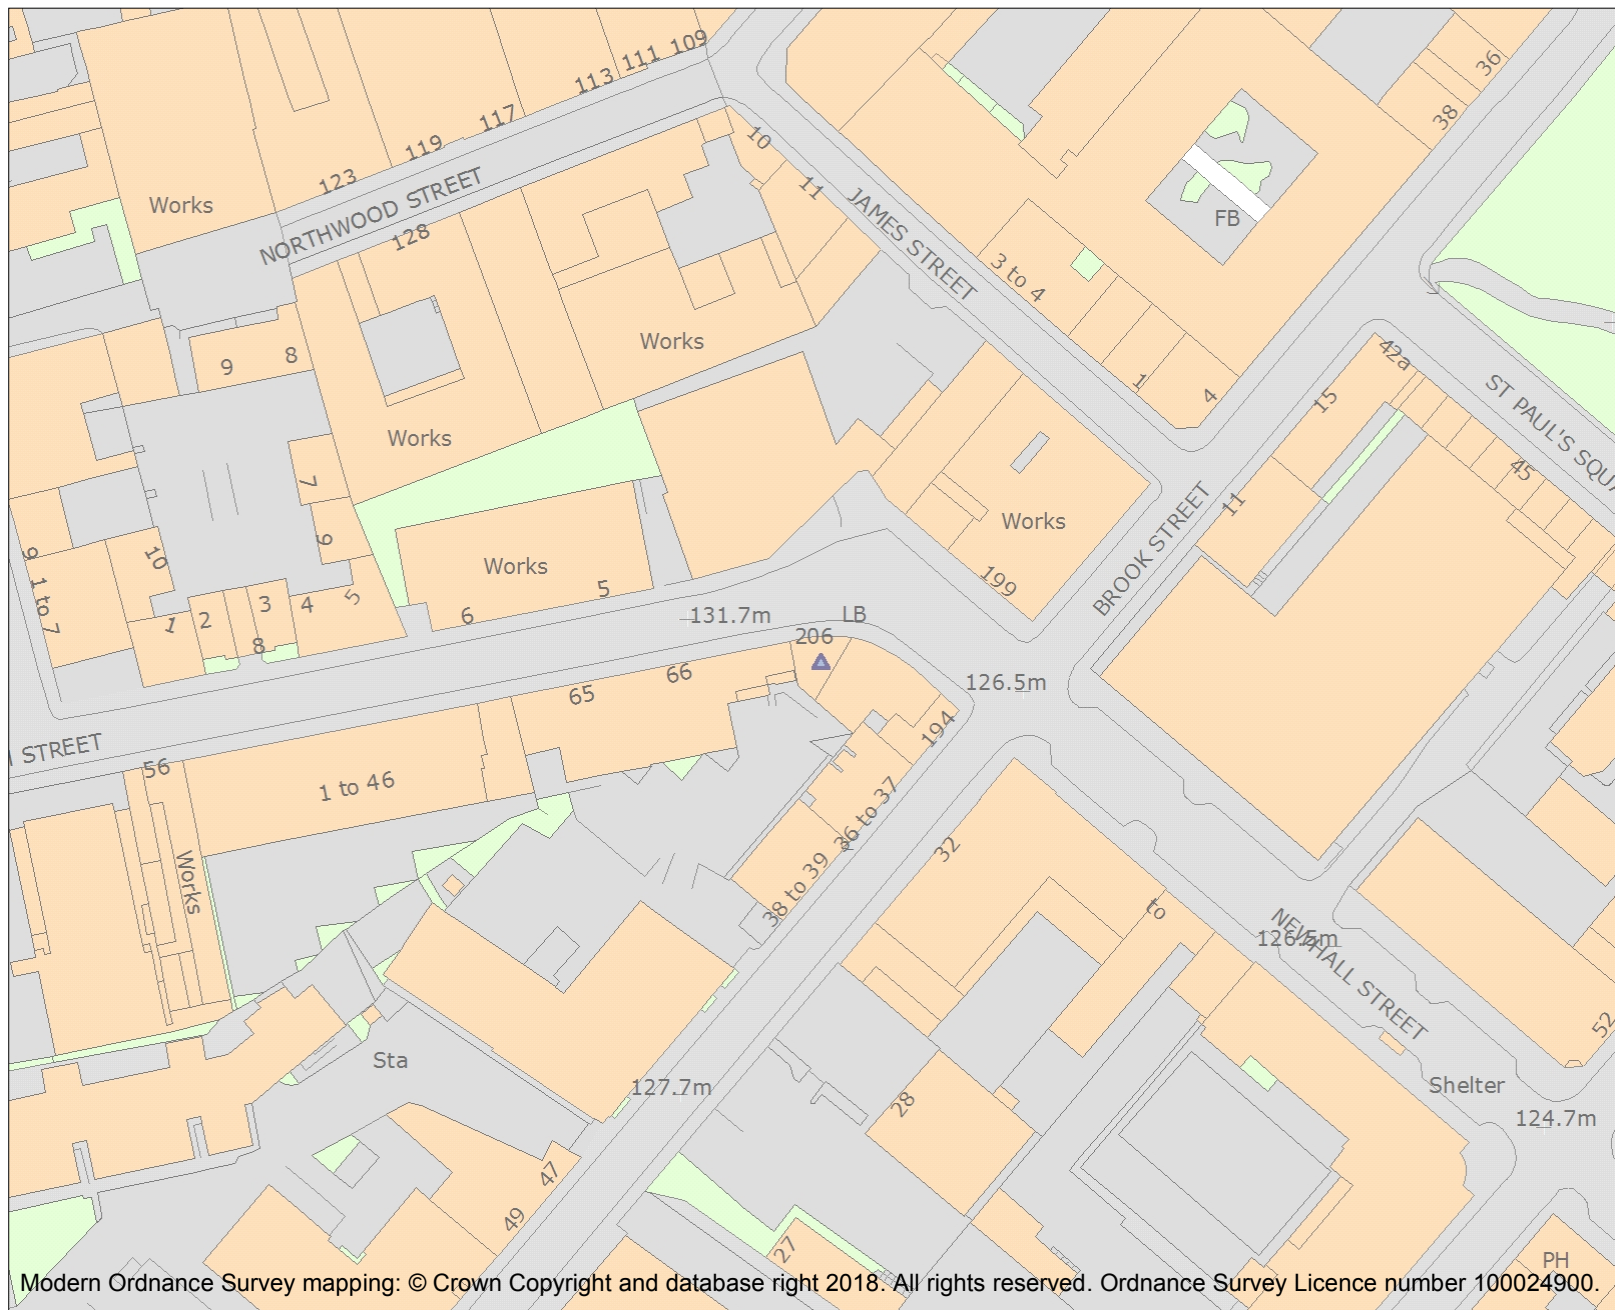 109
111
113
117
119
123
Works
NORTHWOOD STREET
128
10
11
JAMES STREET
36
38
FB
3 to 4
1
4
Works
9
8
Works
42a
15
ST PAUL'S SQUA
45
11
7
6
10
9
1 to 7
Works
Works
199
BROOK STREET
1
2
3
4
5
8
6
5
131.7m
LB
206
65
66
126.5m
194
STREET
56
1 to 46
Works
36 to 37
38 to 39
32
to
126.5m
NEWHALL STREET
52
Sta
127.7m
28
Shelter
124.7m
47
49
27
PH
Modern Ordnance Survey mapping: © Crown Copyright and database right 2018. All rights reserved. Ordnance Survey Licence number 100024900.